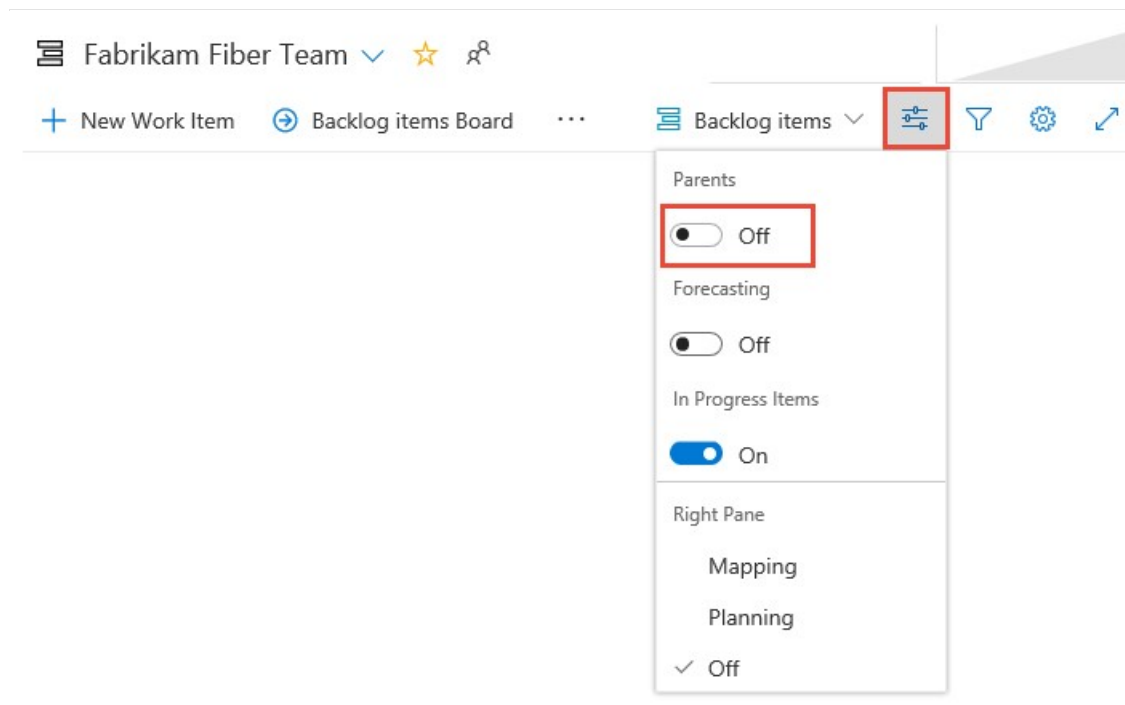 Fabrikam Fiber Team
New Work Item Backlog items Board ... Backlog items
Parents
Off
Forecasting
Off
In Progress Items
On
Right Pane
Mapping
Planning
Off